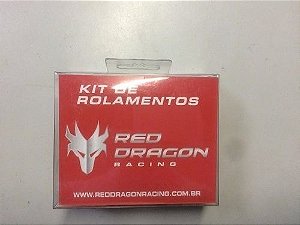 KIT DE
ROLAMENTOS
RED
DRAGON
RACING
WWW.REDDRAGONRACING.COM.BR